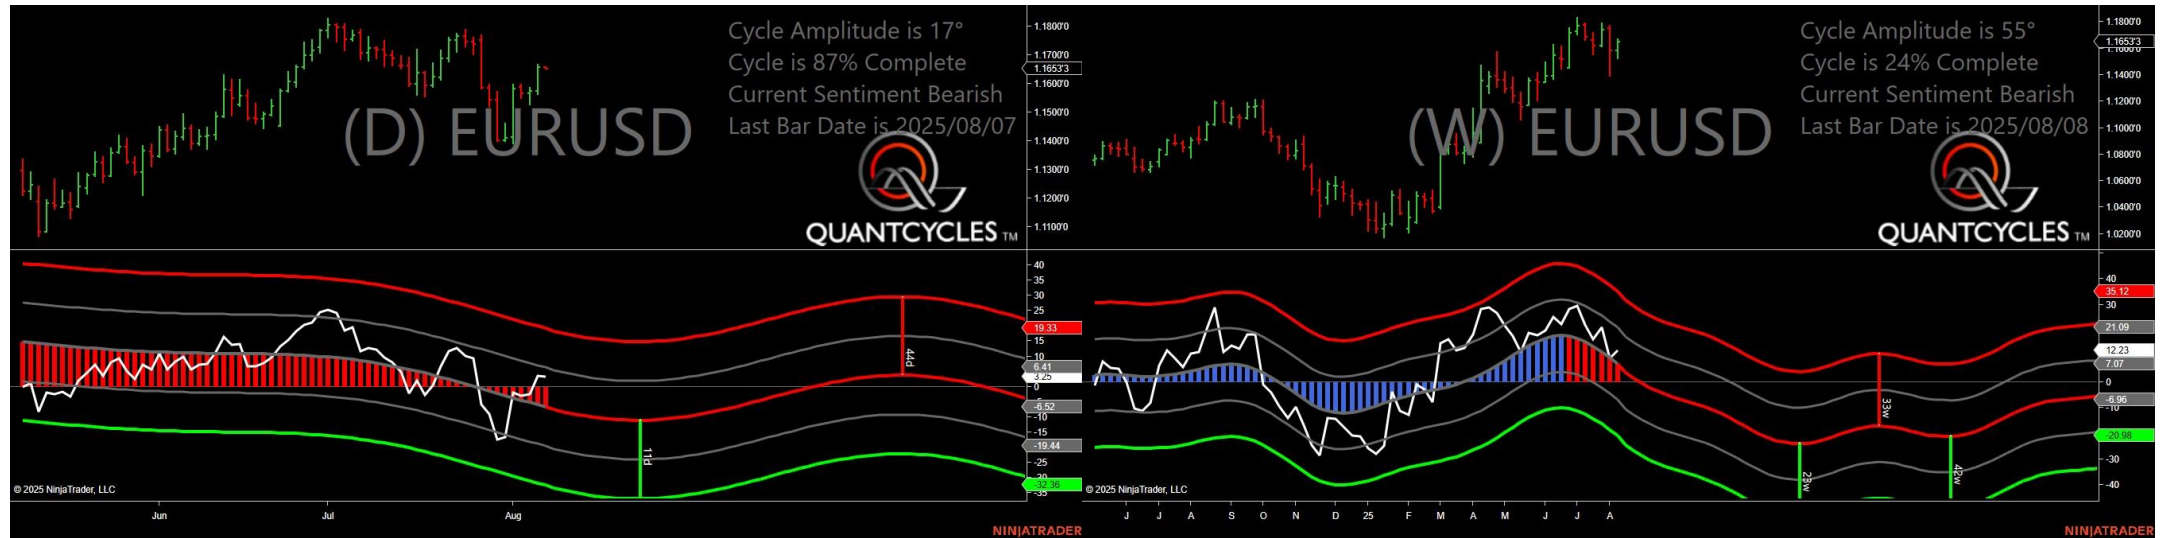 Cycle Amplitude is 17°
Cycle is 87% Complete
Current Sentiment Bearish
Last Bar Date is 2025/08/07
(D) EURUSD
QUANTCYCLES TM
1.1800'0
1.1700'0
1.1653'3
1.1600'0
1.1500'0
1.1400'0
1.1300'0
1.1200'0
1.1100'0
40
35
30
25
19.33
15
10
6.41
3.25
0
-6.52
-10
-15
-19.44
-25
-32.36
-35
44d
11d
© 2025 NinjaTrader, LLC
Jun
Jul
Aug
NINJATRADER
Cycle Amplitude is 55°
Cycle is 24% Complete
Current Sentiment Bearish
Last Bar Date is 2025/08/08
(W) EURUSD
QUANTCYCLES TM
1.1800'0
1.1653'3
1.1400'0
1.1200'0
1.1000'0
1.0800'0
1.0600'0
1.0400'0
1.0200'0
40
35.12
30
21.09
12.23
7.07
0
-6.96
-10
-20.98
-30
-40
33w
23w
42w
© 2025 NinjaTrader, LLC
J J A S O N D 25 F M A M J J A
NINJATRADER